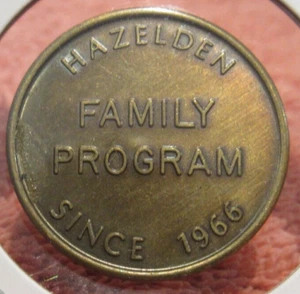 HAZELDEN
FAMILY
PROGRAM
SINCE 1966